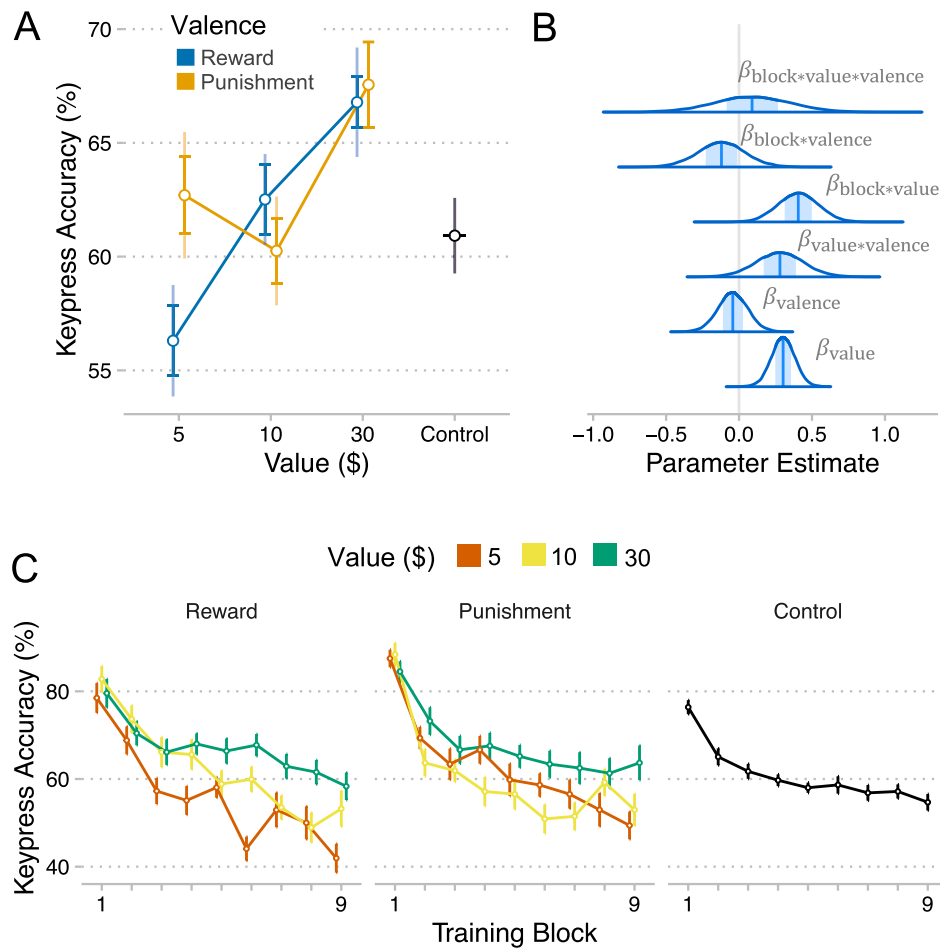 A
Valence
Reward
Punishment
Keypress Accuracy (%)
70
65
60
55
5
10
30
Control
Value ($)
B
βblock∗value∗valence
βblock∗valence
βblock∗value
βvalue∗valence
βvalence
βvalue
−1.0
−0.5
0.0
0.5
1.0
Parameter Estimate
C
Value ($)
5
10
30
Reward
Punishment
Control
Keypress Accuracy (%)
80
60
40
1
9
1
9
1
9
Training Block